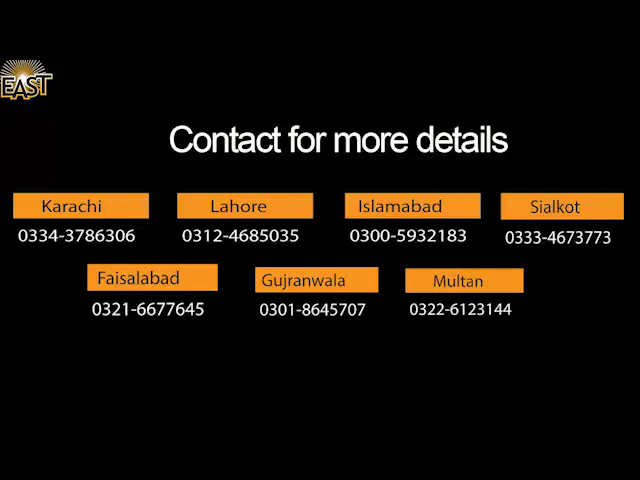 EAST
Contact for more details
Karachi Lahore Islamabad Sialkot
0334-3786306 0312-4685035 0300-5932183 0333-4673773
Faisalabad Gujranwala Multan
0321-6677645 0301-8645707 0322-6123144